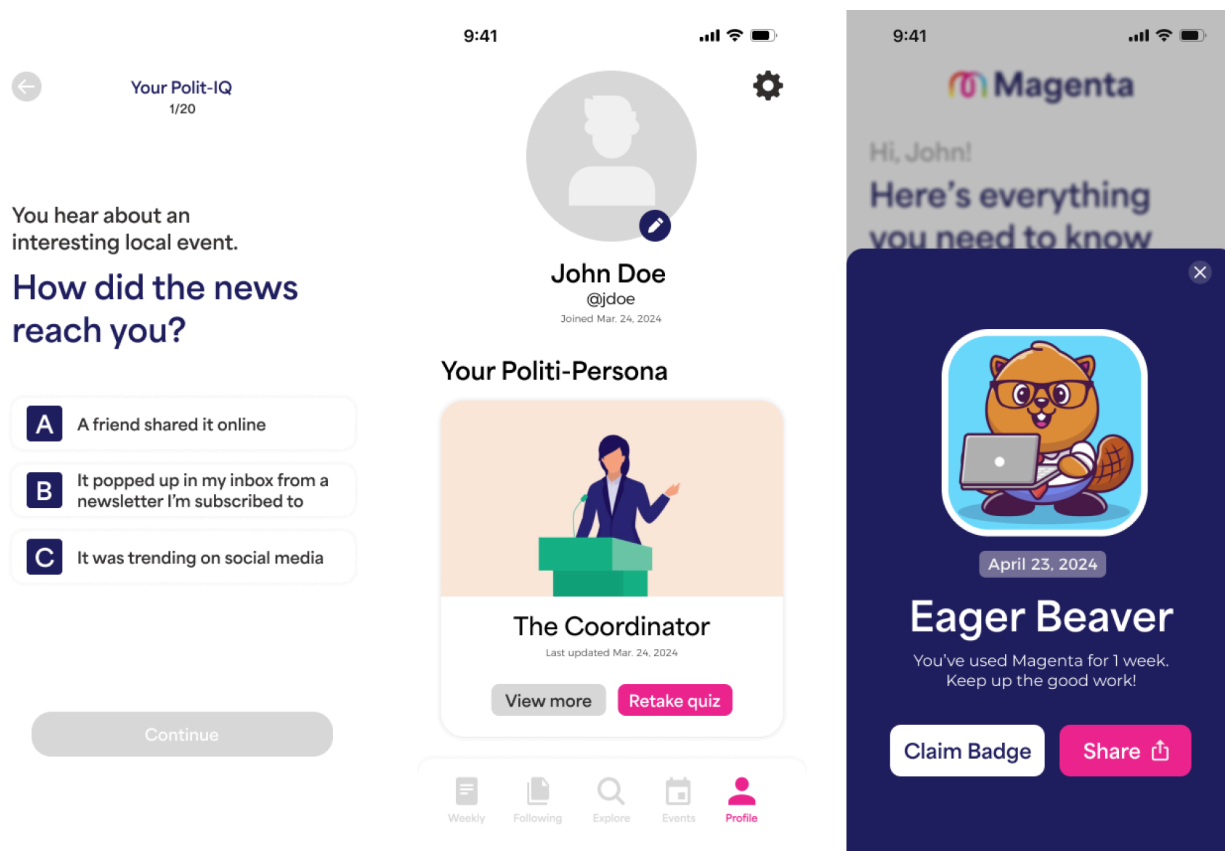 Your Polit-IQ
1/20
You hear about an
interesting local event.
How did the news
reach you?
A
A friend shared it online
B
It popped up in my inbox from a
newsletter I'm subscribed to
C
It was trending on social media
Continue
9:41
John Doe
@jdoe
Joined Mar. 24, 2024
Your Politi-Persona
The Coordinator
Last updated Mar. 24, 2024
View more
Retake quiz
Weekly
Following
Explore
Events
Profile
9:41
Magenta
Hi, John!
Here's everything
you need to know
April 23, 2024
Eager Beaver
You've used Magenta for 1 week.
Keep up the good work!
Claim Badge
Share